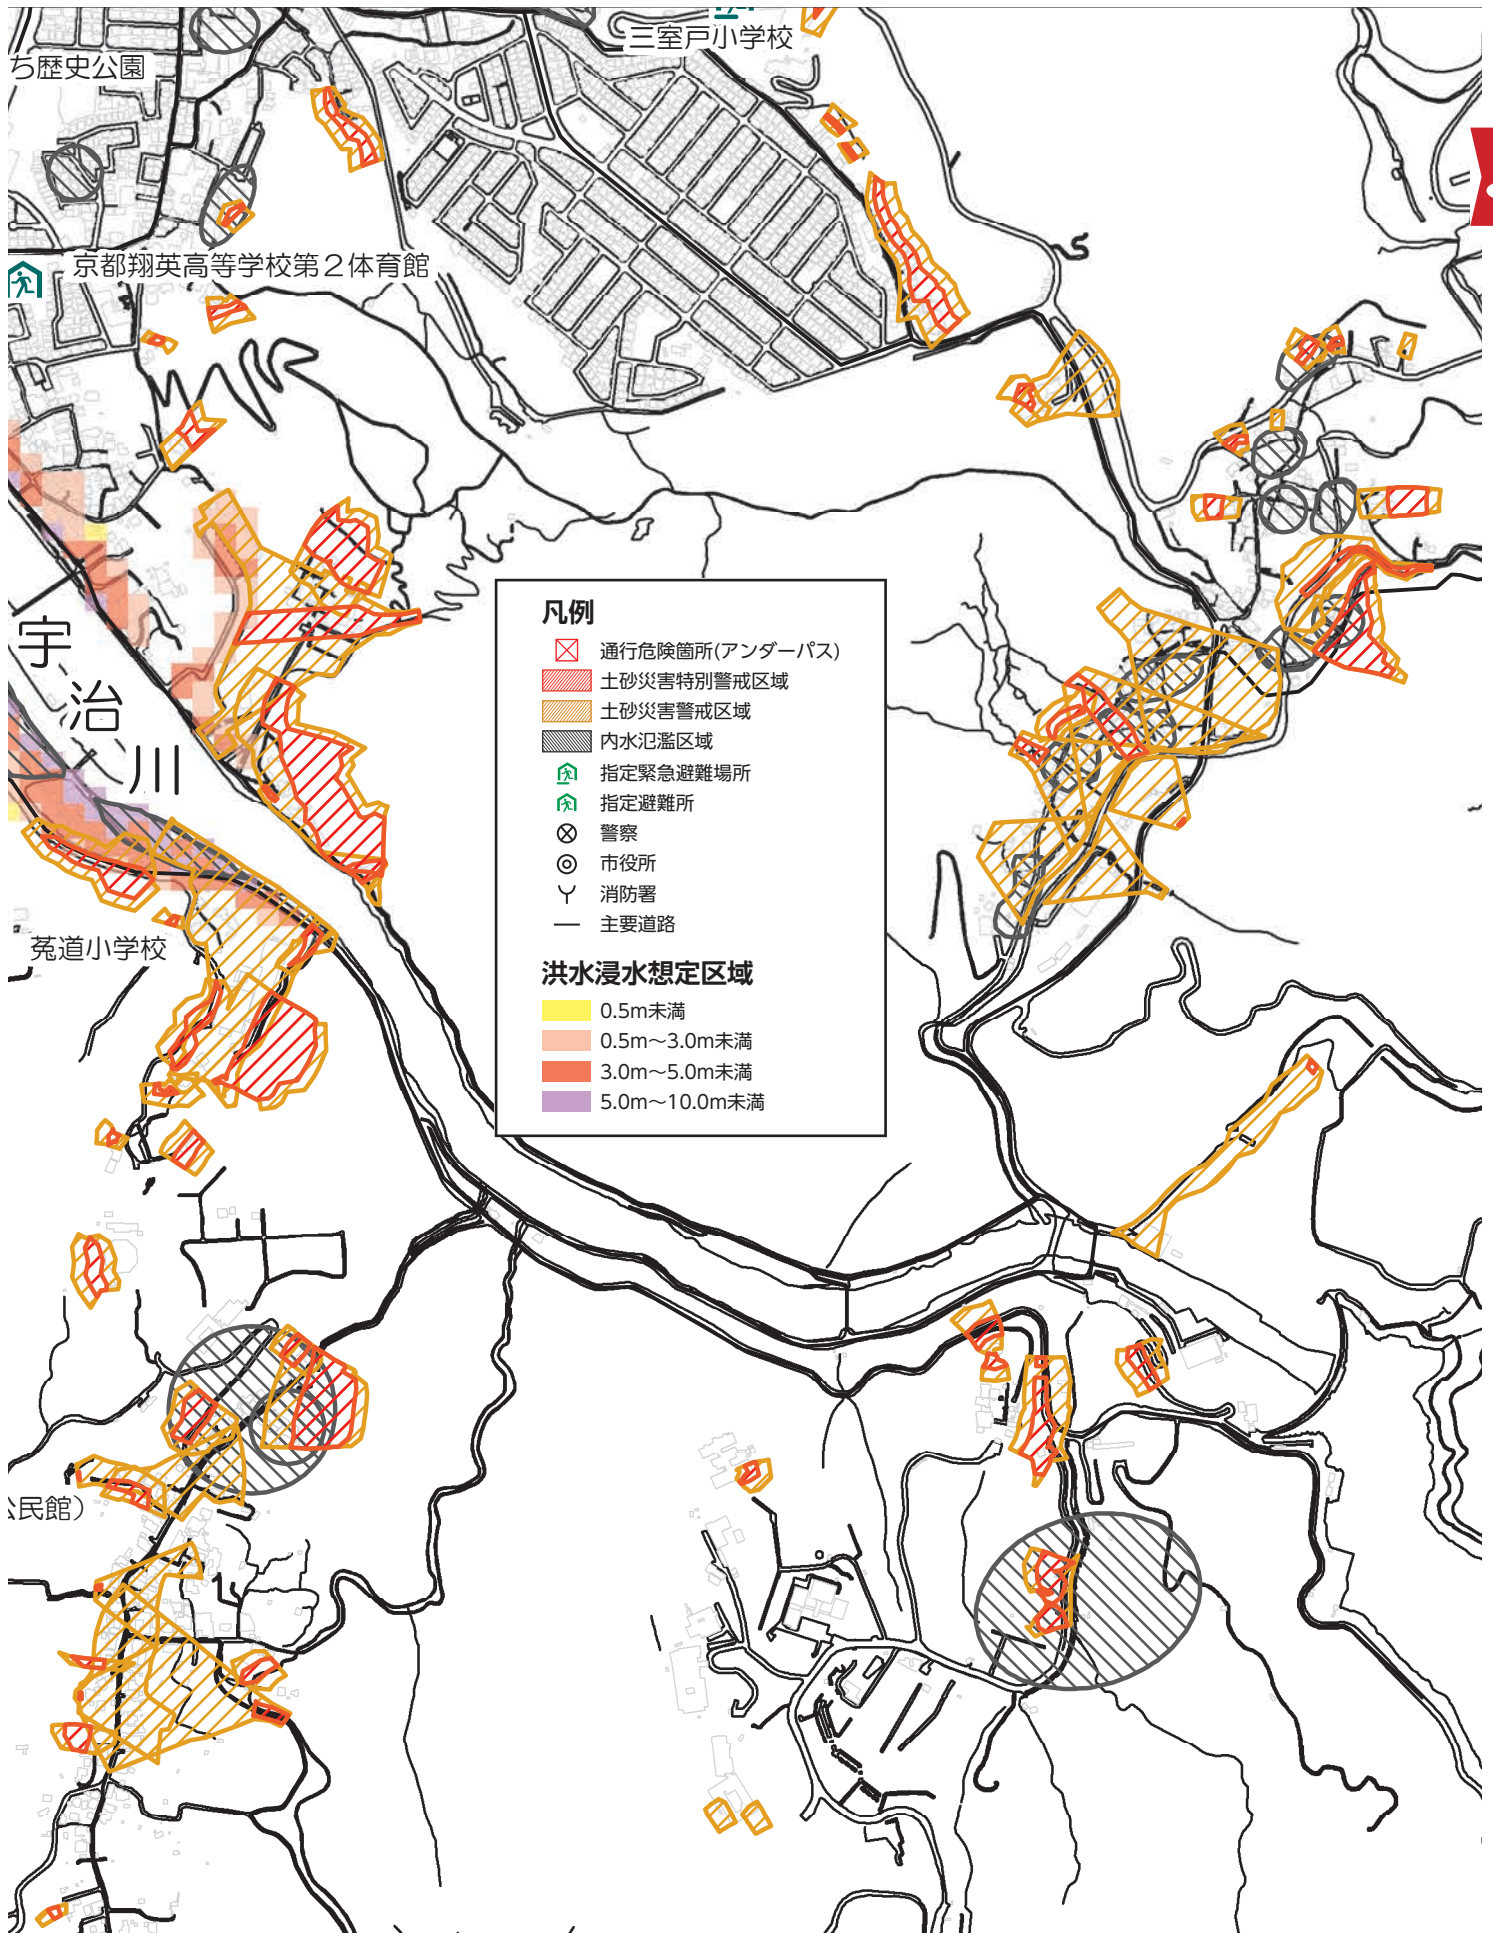 三室戸小学校
ち歴史公園
京都翔英高等学校第2体育館
宇
治
川
菟道小学校
民館)
凡例
通行危険箇所(アンダーパス)
土砂災害特別警戒区域
土砂災害警戒区域
内水氾濫区域
指定緊急避難場所
指定避難所
警察
市役所
消防署
主要道路
洪水浸水想定区域
0.5m未満
0.5m～3.0m未満
3.0m～5.0m未満
5.0m～10.0m未満